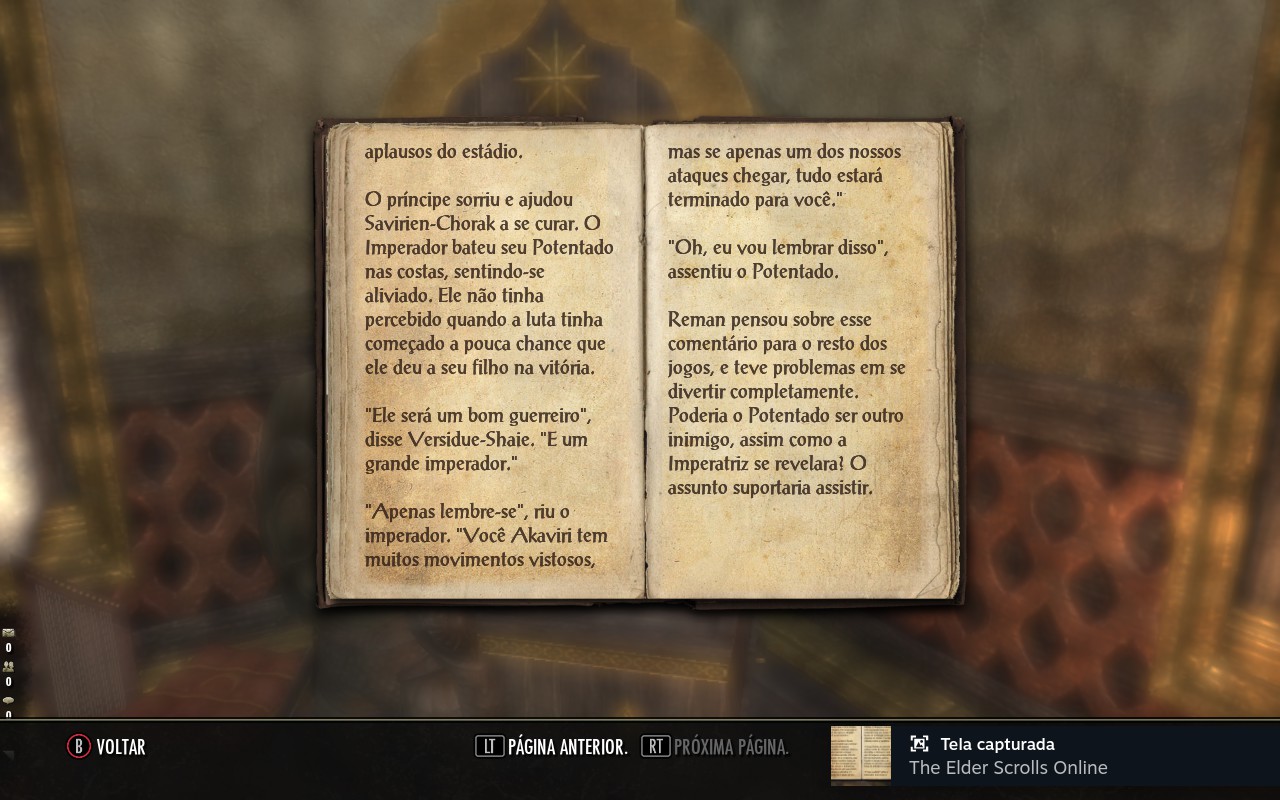 aplausos do estádio.
O príncipe sorriu e ajudou
Savirien-Chorak a se curar. O
Imperador bateu seu Potentado
nas costas, sentindo-se
aliviado. Ele não tinha
percebido quando a luta tinha
começado a pouca chance que
ele deu a seu filho na vitória.
"Ele será um bom guerreiro",
disse Versidue-Shaie. "E um
grande imperador."
"Apenas lembre-se", riu o
imperador. "Você Akaviri tem
muitos movimentos vistosos,
mas se apenas um dos nossos
ataques chegar, tudo estará
terminado para você."
"Oh, eu vou lembrar disso",
assentiu o Potentado.
Reman pensou sobre esse
comentário para o resto dos
jogos, e teve problemas em se
divertir completamente.
Poderia o Potentado ser outro
inimigo, assim como a
Imperatriz se revelara? O
assunto suportaria assistir.
0
0
0
B VOLTAR
LT PÁGINA ANTERIOR.
RT PRÓXIMA PÁGINA.
Tela capturada
The Elder Scrolls Online